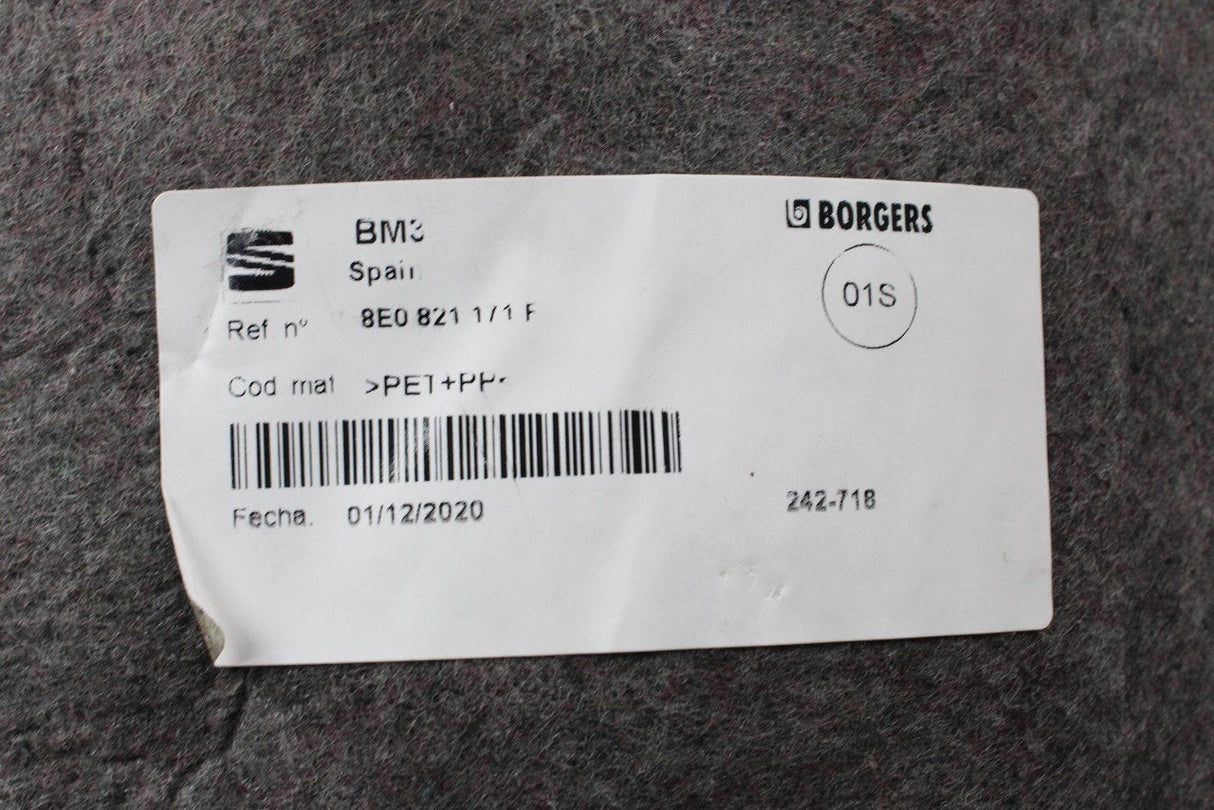 BM3
BORGERS
Spain
01S
Ref. nº 8E0 821 171 F
Cod. mat >PET+PP<
Fecha. 01/12/2020
242-718